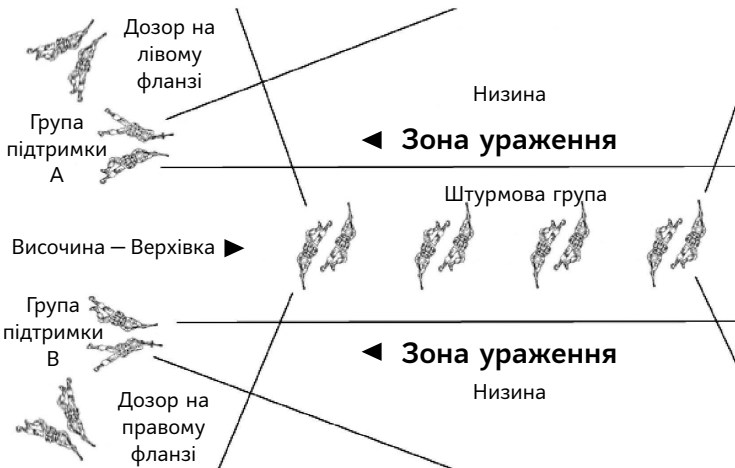 Дозор на
лівому
фланзі
Низина
Група
підтримки
А
◄ Зона ураження
Штурмова група
Височина — Верхівка ►
Група
підтримки
В
◄ Зона ураження
Низина
Дозор на
правому
фланзі